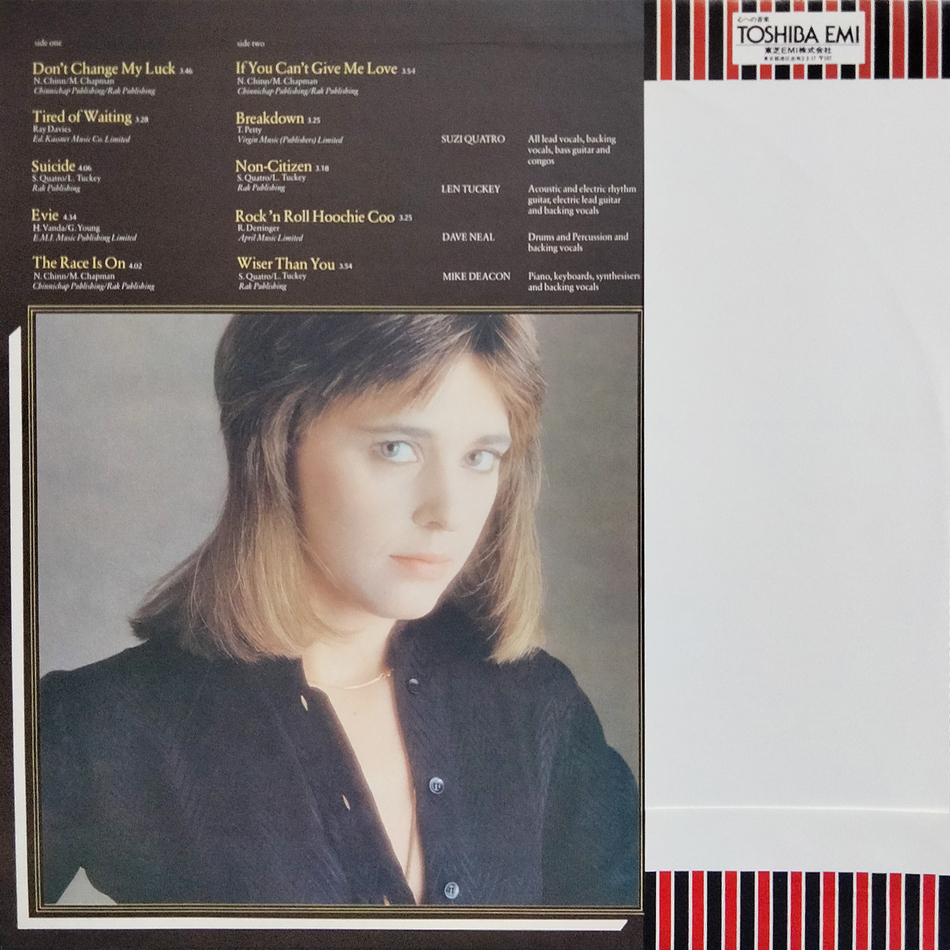 side one
Don't Change My Luck 3.46
N. Chinn/M. Chapman
Chinnichap Publishing/Rak Publishing
Tired of Waiting 3.28
Ray Davies
Ed. Kassner Music Co. Limited
Suicide 4.06
S. Quatro/L. Tuckey
Rak Publishing
Evie 4.34
H. Vanda/G. Young
E.M.I. Music Publishing Limited
The Race Is On 4.02
N. Chinn/M. Chapman
Chinnichap Publishing/Rak Publishing
side two
If You Can't Give Me Love 3.54
N. Chinn/M. Chapman
Chinnichap Publishing/Rak Publishing
Breakdown 3.25
T. Petty
Virgin Music (Publishers) Limited
Non-Citizen 3.18
S. Quatro/L. Tuckey
Rak Publishing
Rock 'n Roll Hoochie Coo 3.25
R. Derringer
April Music Limited
Wiser Than You 3.54
S. Quatro/L. Tuckey
Rak Publishing
SUZI QUATRO All lead vocals, backing
vocals, bass guitar and
congos
LEN TUCKEY Acoustic and electric rhythm
guitar, electric lead guitar
and backing vocals
DAVE NEAL Drums and Percussion and
backing vocals
MIKE DEACON Piano, keyboards, synthesisers
and backing vocals
心への音楽
TOSHIBA EMI
東芝EMI株式会社